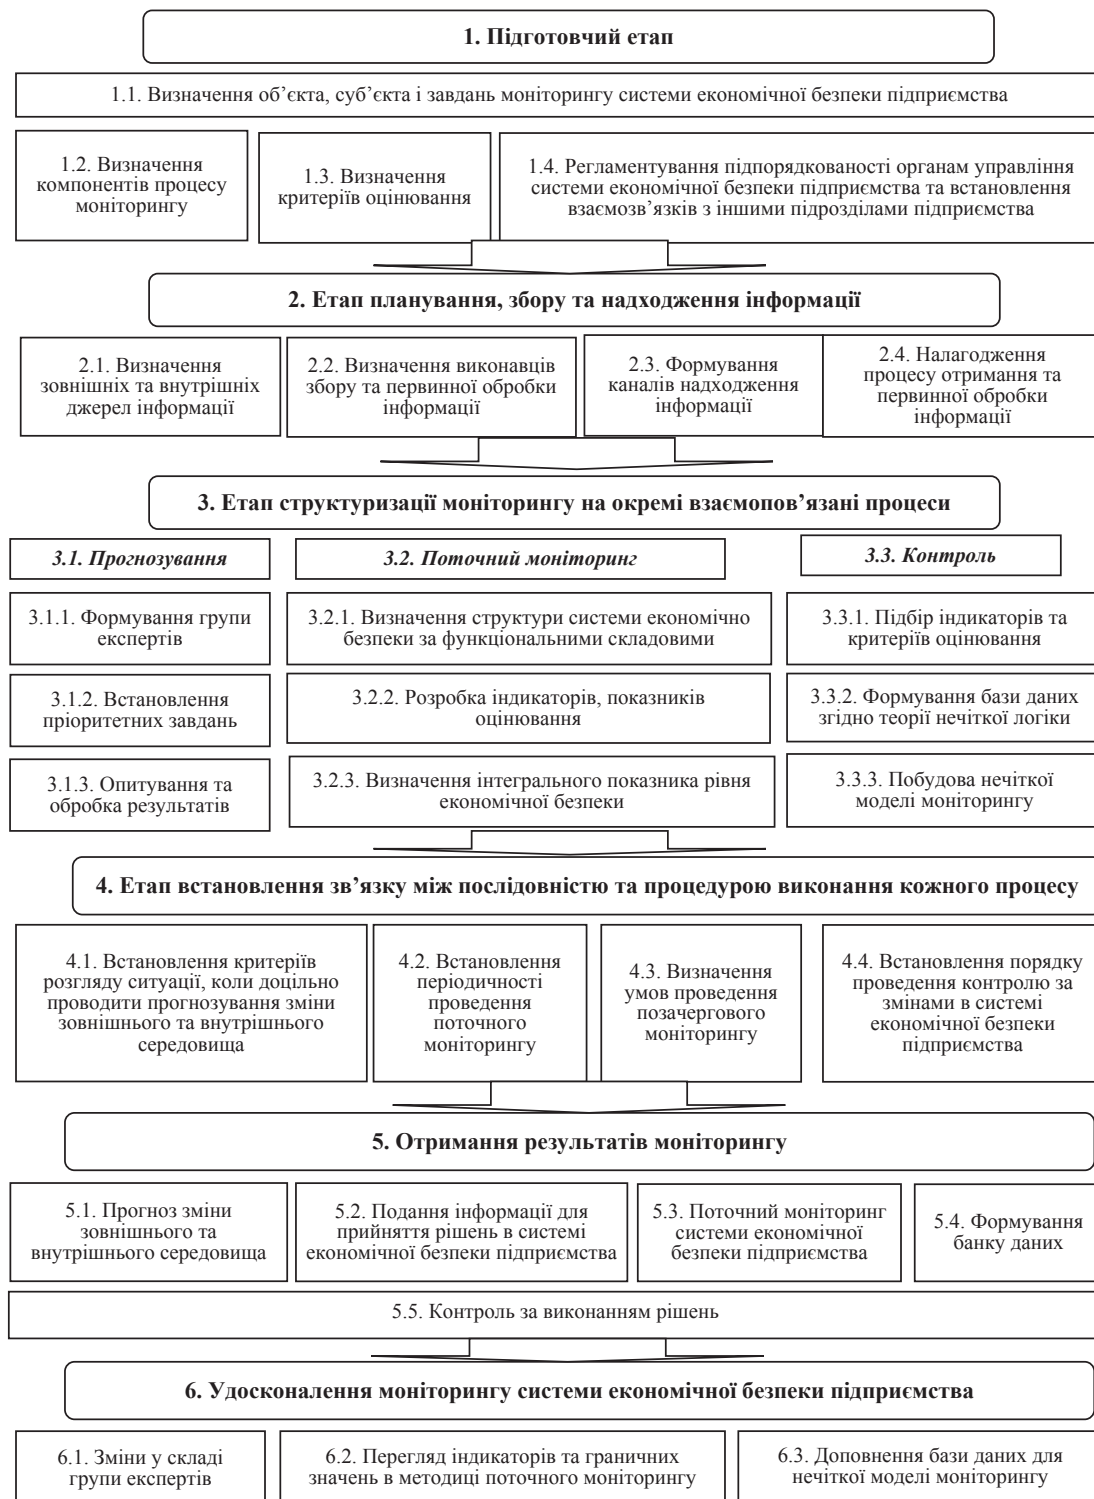 1. Підготовчий етап
1.1. Визначення об’єкта, суб’єкта і завдань моніторингу системи економічної безпеки підприємства
1.2. Визначення
компонентів процесу
моніторингу
1.3. Визначення
критеріїв оцінювання
1.4. Регламентування підпорядкованості органам управління
системи економічної безпеки підприємства та встановлення
взаємозв’язків з іншими підрозділами підприємства
2. Етап планування, збору та надходження інформації
2.1. Визначення
зовнішніх та внутрішніх
джерел інформації
2.2. Визначення виконавців
збору та первинної обробки
інформації
2.3. Формування
каналів надходження
інформації
2.4. Налагодження
процесу отримання та
первинної обробки
інформації
3. Етап структуризації моніторингу на окремі взаємопов’язані процеси
3.1. Прогнозування
3.2. Поточний моніторинг
3.3. Контроль
3.1.1. Формування групи
експертів
3.2.1. Визначення структури системи економічно
безпеки за функціональними складовими
3.3.1. Підбір індикаторів та
критеріїв оцінювання
3.1.2. Встановлення
пріоритетних завдань
3.2.2. Розробка індикаторів, показників
оцінювання
3.3.2. Формування бази даних
згідно теорії нечіткої логіки
3.1.3. Опитування та
обробка результатів
3.2.3. Визначення інтегрального показника рівня
економічної безпеки
3.3.3. Побудова нечіткої
моделі моніторингу
4. Етап встановлення зв’язку між послідовністю та процедурою виконання кожного процесу
4.1. Встановлення критеріїв
розгляду ситуації, коли доцільно
проводити прогнозування зміни
зовнішнього та внутрішнього
середовища
4.2. Встановлення
періодичності
проведення
поточного
моніторингу
4.3. Визначення
умов проведення
позачергового
моніторингу
4.4. Встановлення порядку
проведення контролю за
змінами в системі
економічної безпеки
підприємства
5. Отримання результатів моніторингу
5.1. Прогноз зміни
зовнішнього та
внутрішнього середовища
5.2. Подання інформації для
прийняття рішень в системі
економічної безпеки підприємства
5.3. Поточний моніторинг
системи економічної
безпеки підприємства
5.4. Формування
банку даних
5.5. Контроль за виконанням рішень
6. Удосконалення моніторингу системи економічної безпеки підприємства
6.1. Зміни у складі
групи експертів
6.2. Перегляд індикаторів та граничних
значень в методиці поточного моніторингу
6.3. Доповнення бази даних для
нечіткої моделі моніторингу